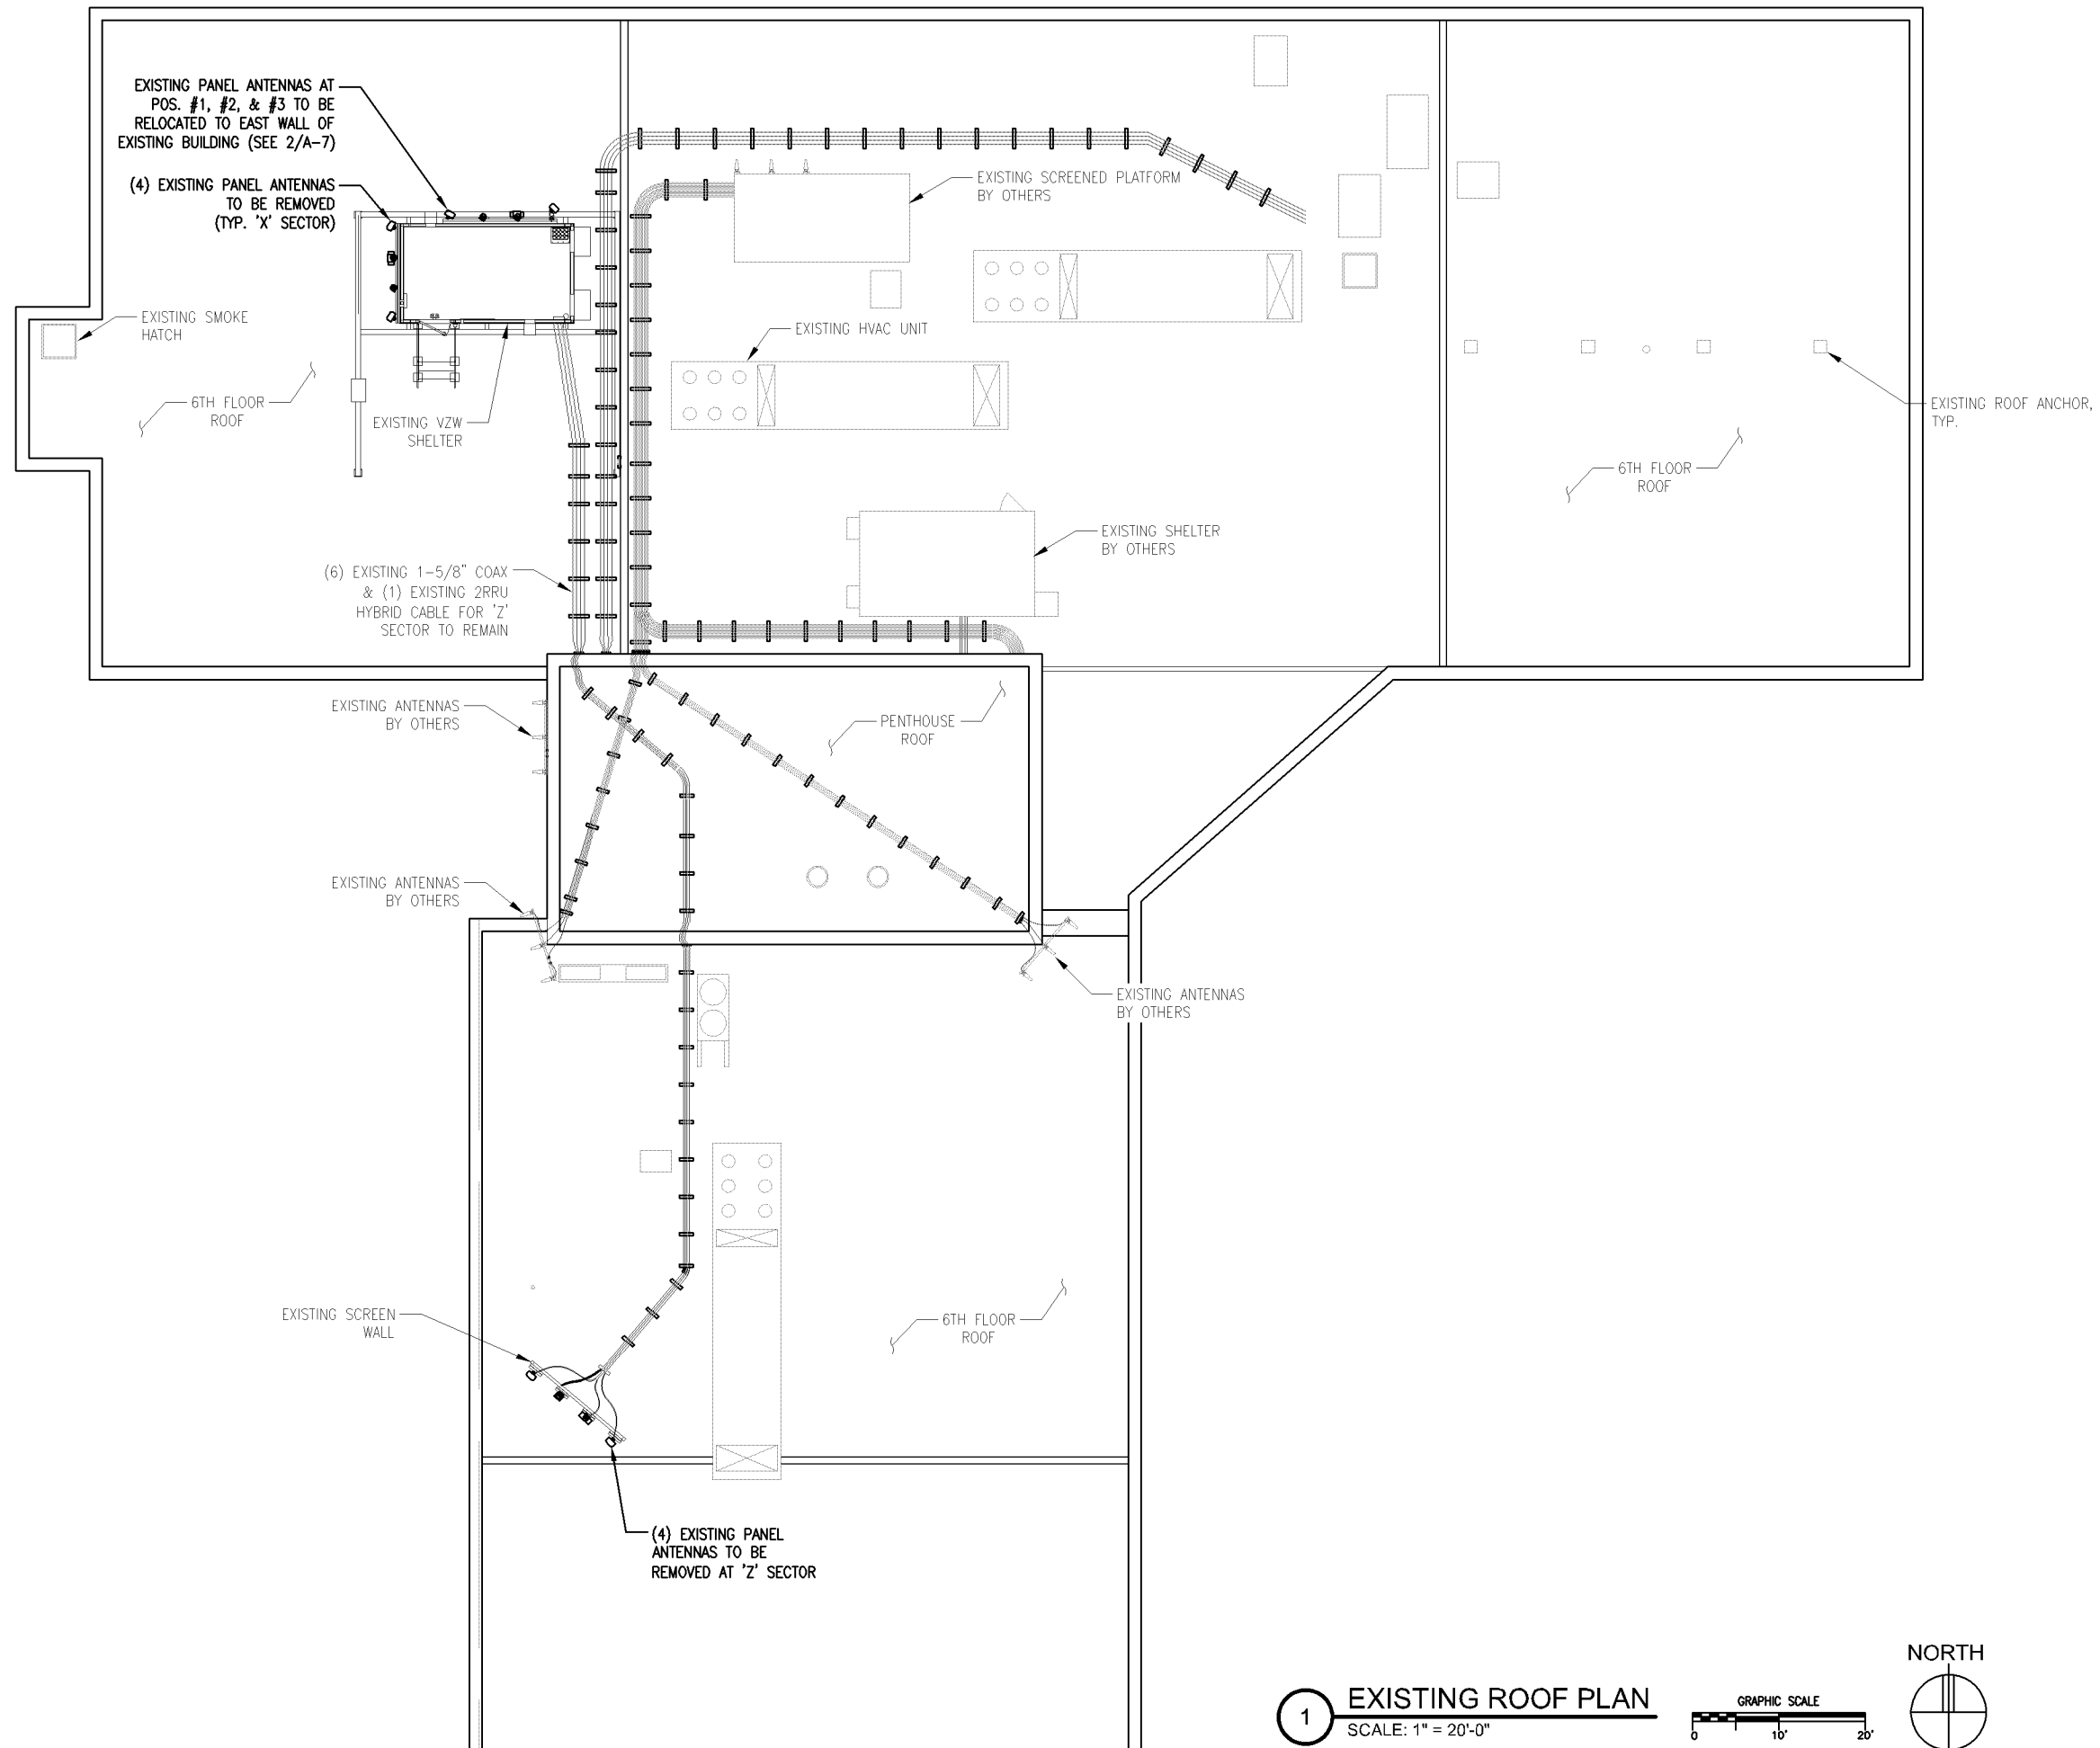 EXISTING PANEL ANTENNAS AT
POS. #1, #2, & #3 TO BE
RELOCATED TO EAST WALL OF
EXISTING BUILDING (SEE 2/A-7)
(4) EXISTING PANEL ANTENNAS
TO BE REMOVED
(TYP. 'X' SECTOR)
EXISTING SCREENED PLATFORM
BY OTHERS
EXISTING SMOKE
HATCH
EXISTING HVAC UNIT
6TH FLOOR
ROOF
EXISTING VZW
SHELTER
EXISTING ROOF ANCHOR,
TYP.
6TH FLOOR
ROOF
EXISTING SHELTER
BY OTHERS
(6) EXISTING 1-5/8" COAX
& (1) EXISTING 2RRU
HYBRID CABLE FOR 'Z'
SECTOR TO REMAIN
EXISTING ANTENNAS
BY OTHERS
PENTHOUSE
ROOF
EXISTING ANTENNAS
BY OTHERS
EXISTING ANTENNAS
BY OTHERS
EXISTING SCREEN
WALL
6TH FLOOR
ROOF
(4) EXISTING PANEL
ANTENNAS TO BE
REMOVED AT 'Z' SECTOR
1
EXISTING ROOF PLAN
SCALE: 1" = 20'-0"
GRAPHIC SCALE
0 10' 20'
NORTH